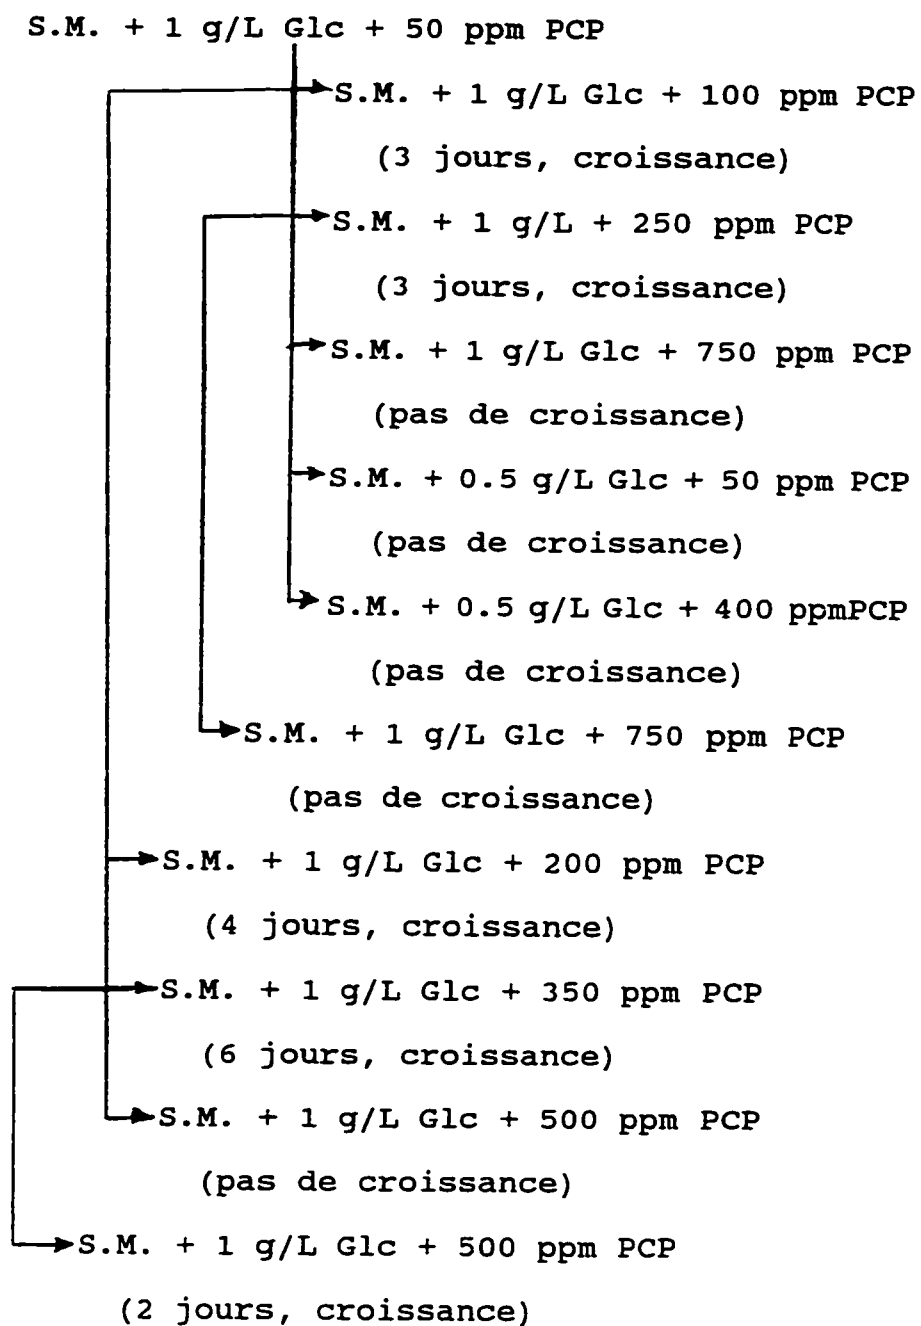 S.M. + 1 g/L Glc + 50 ppm PCP
S.M. + 1 g/L Glc + 100 ppm PCP
(3 jours, croissance)
S.M. + 1 g/L + 250 ppm PCP
(3 jours, croissance)
S.M. + 1 g/L Glc + 750 ppm PCP
(pas de croissance)
S.M. + 0.5 g/L Glc + 50 ppm PCP
(pas de croissance)
S.M. + 0.5 g/L Glc + 400 ppmPCP
(pas de croissance)
S.M. + 1 g/L Glc + 750 ppm PCP
(pas de croissance)
S.M. + 1 g/L Glc + 200 ppm PCP
(4 jours, croissance)
S.M. + 1 g/L Glc + 350 ppm PCP
(6 jours, croissance)
S.M. + 1 g/L Glc + 500 ppm PCP
(pas de croissance)
S.M. + 1 g/L Glc + 500 ppm PCP
(2 jours, croissance)